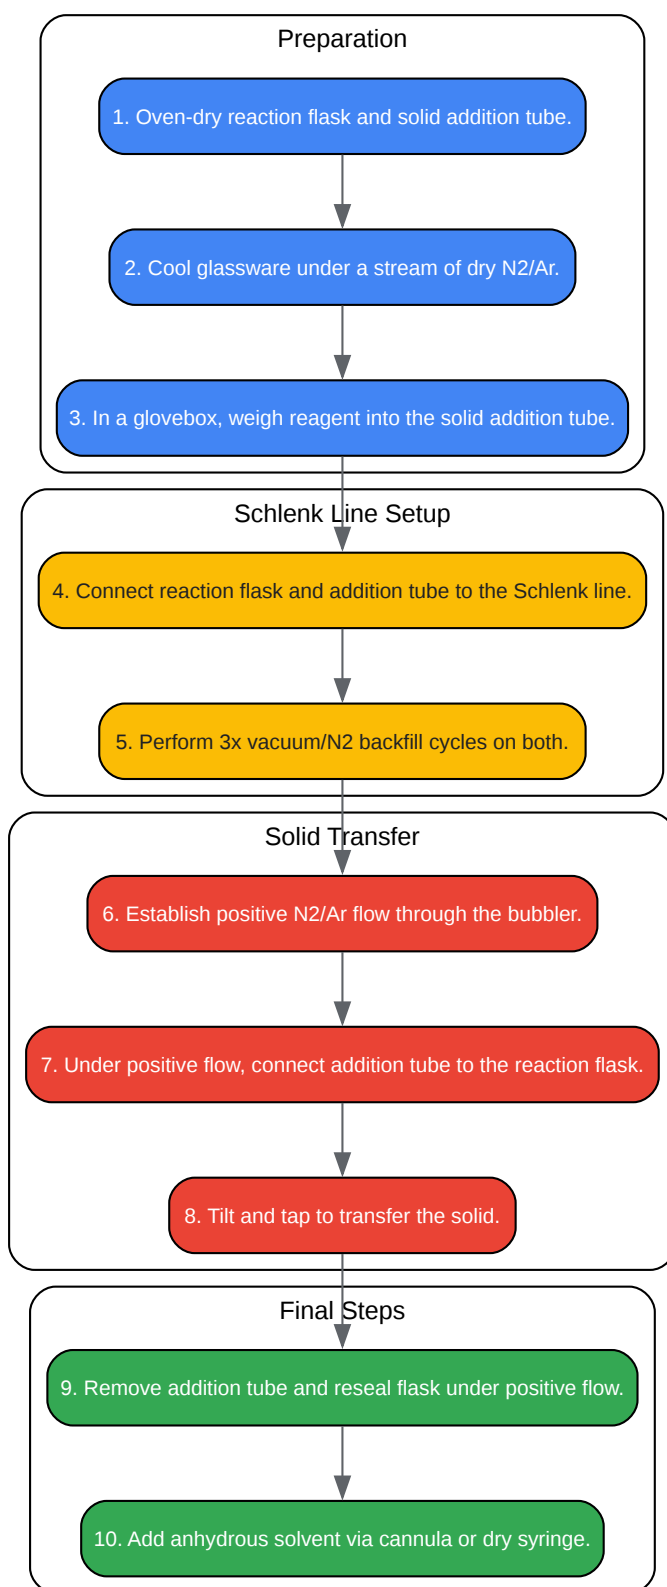 Preparation
1. Oven-dry reaction flask and solid addition tube.
2. Cool glassware under a stream of dry N2/Ar.
3. In a glovebox, weigh reagent into the solid addition tube.
Schlenk Line Setup
4. Connect reaction flask and addition tube to the Schlenk line.
5. Perform 3x vacuum/N2 backfill cycles on both.
Solid Transfer
6. Establish positive N2/Ar flow through the bubbler.
7. Under positive flow, connect addition tube to the reaction flask.
8. Tilt and tap to transfer the solid.
Final Steps
9. Remove addition tube and reseal flask under positive flow.
10. Add anhydrous solvent via cannula or dry syringe.